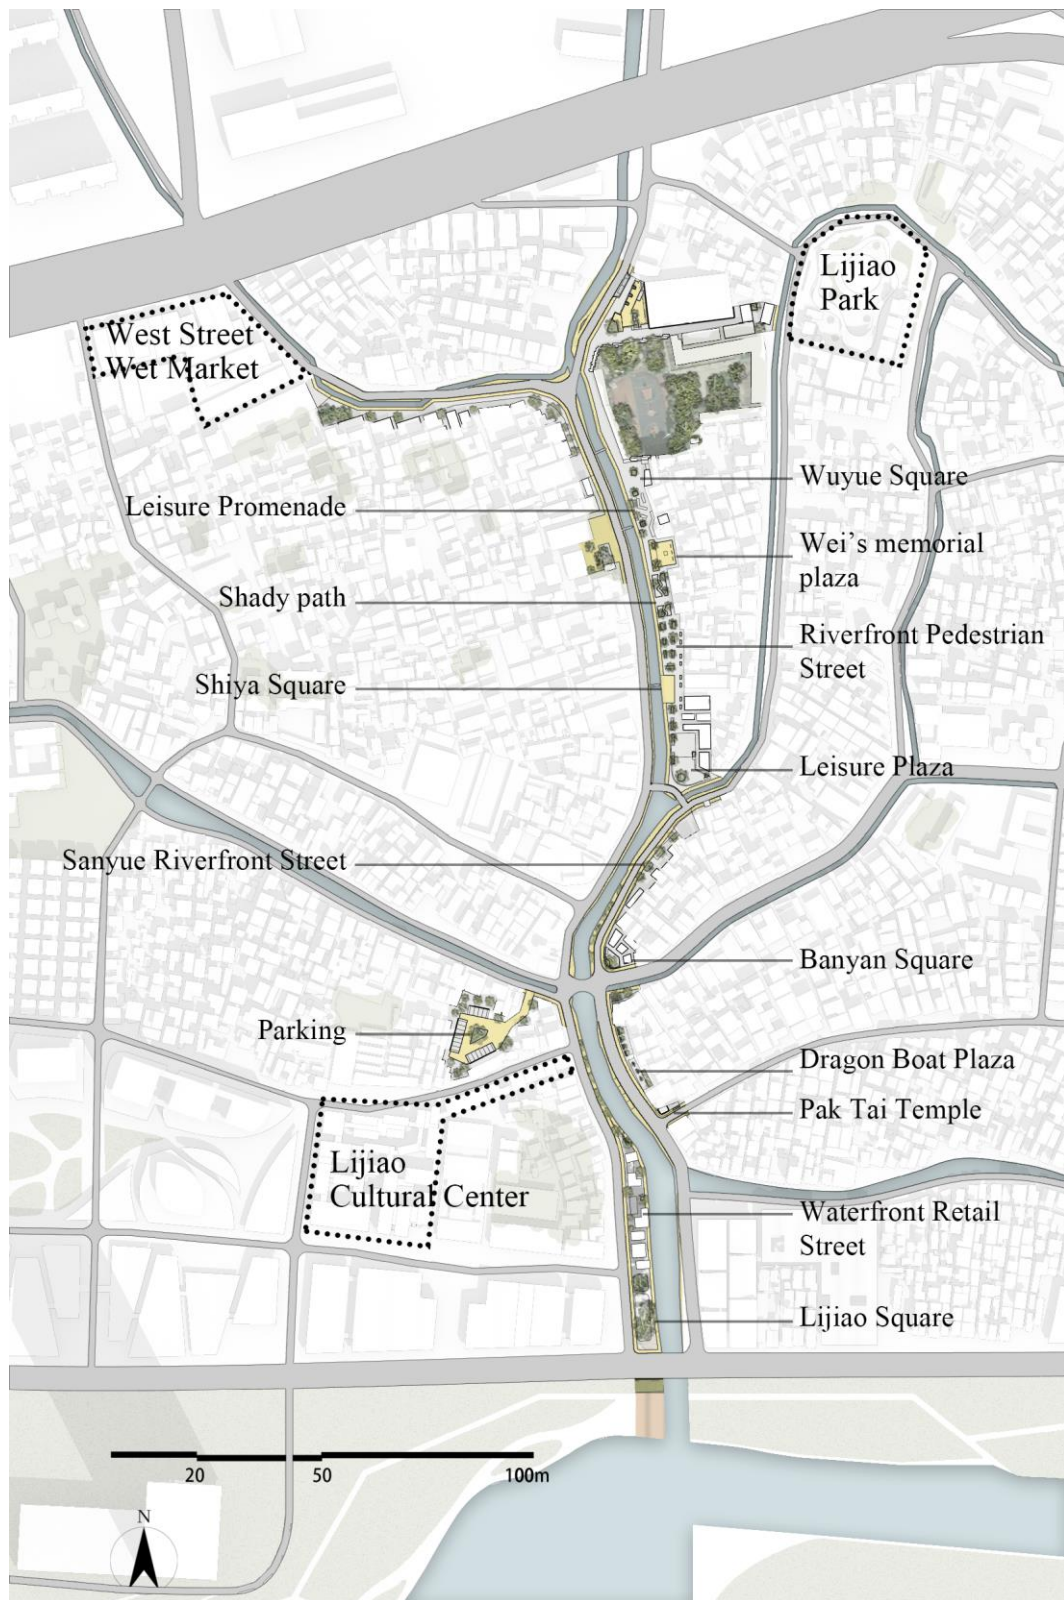 Lijiao
Park
West Street
Wet Market
Wuyue Square
Leisure Promenade
Wei's memorial
plaza
Shady path
Riverfront Pedestrian
Street
Shiya Square
Leisure Plaza
Sanyue Riverfront Street
Banyan Square
Parking
Dragon Boat Plaza
Pak Tai Temple
Lijiao
Cultural Center
Waterfront Retail
Street
Lijiao Square
20 50 100m
N